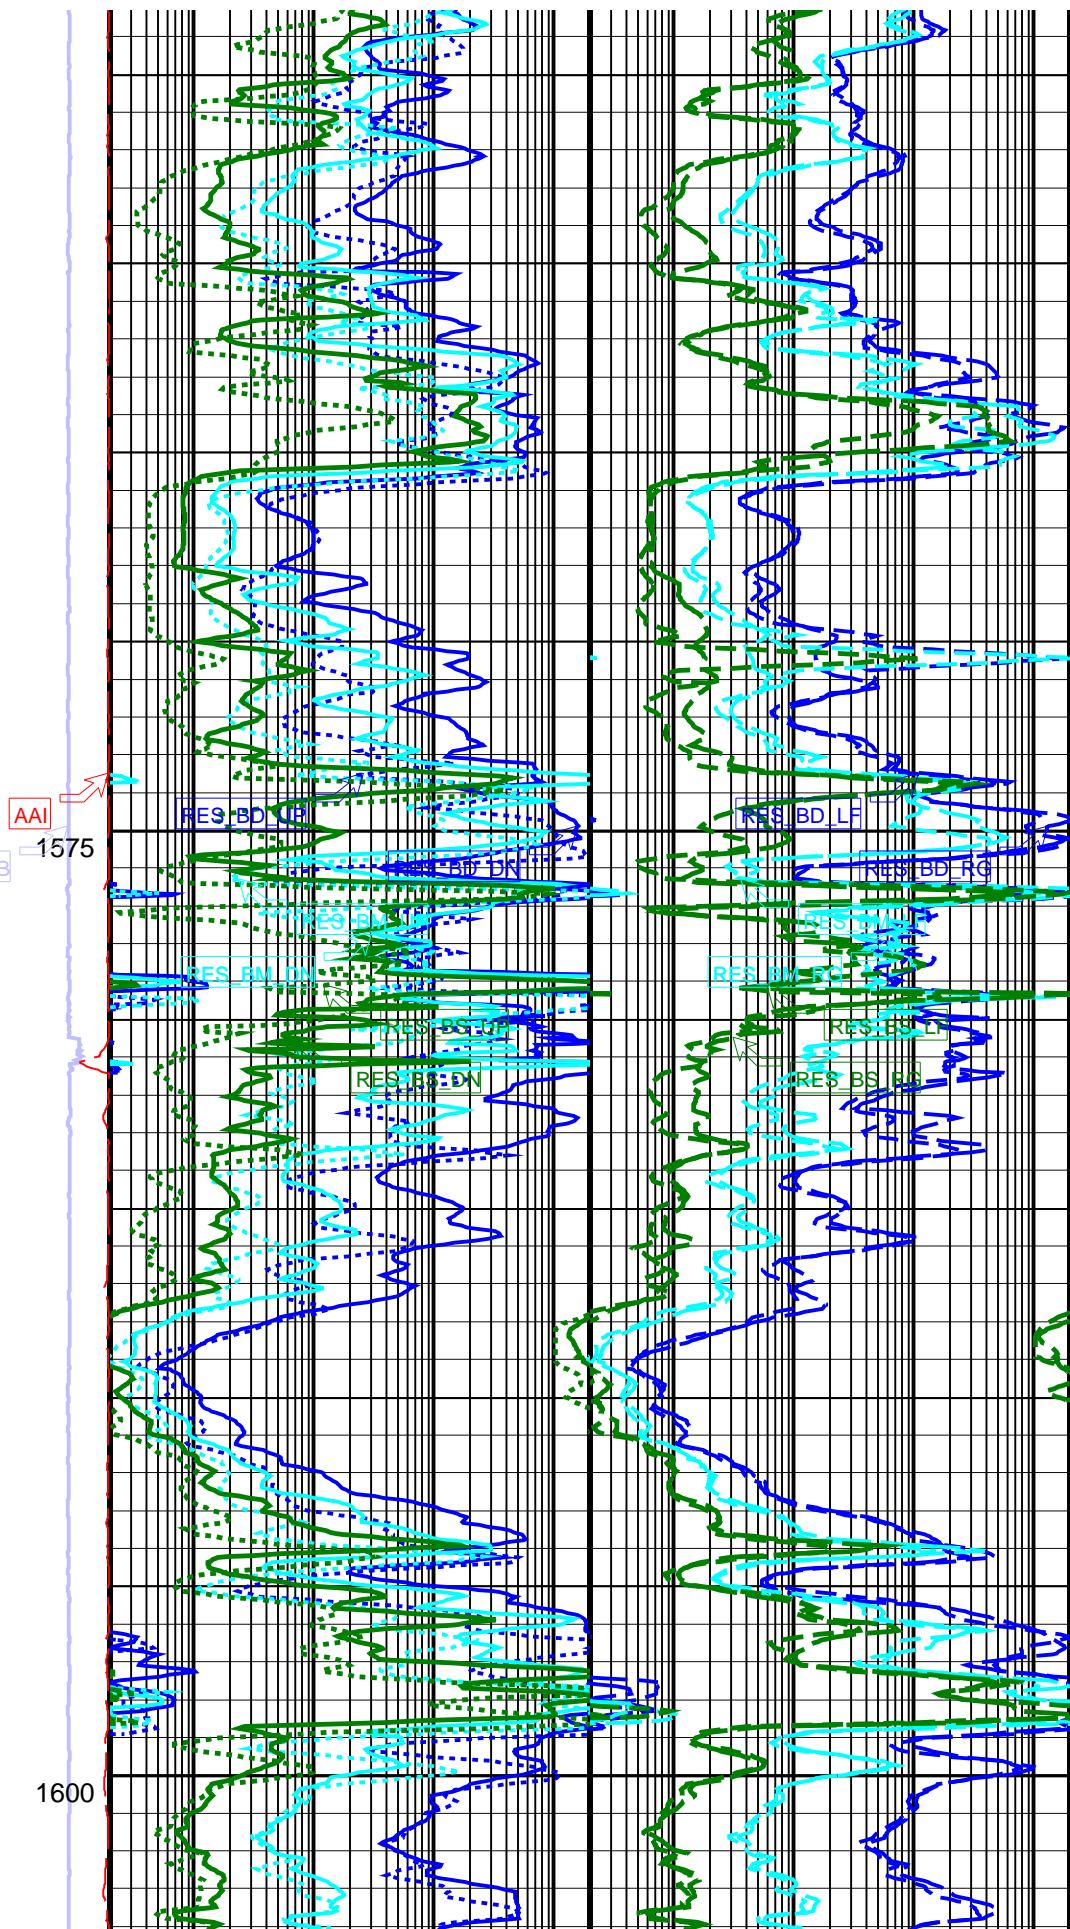 AAI
RES_BD_UP
RES_BD_LF
1575
RES_BD_DN
RES_BD_RG
RES_BM_DN
RES_BM_RG
RES_BS_UP
RES_BS_LF
RES_BS_DN
RES_BS_RG
1600